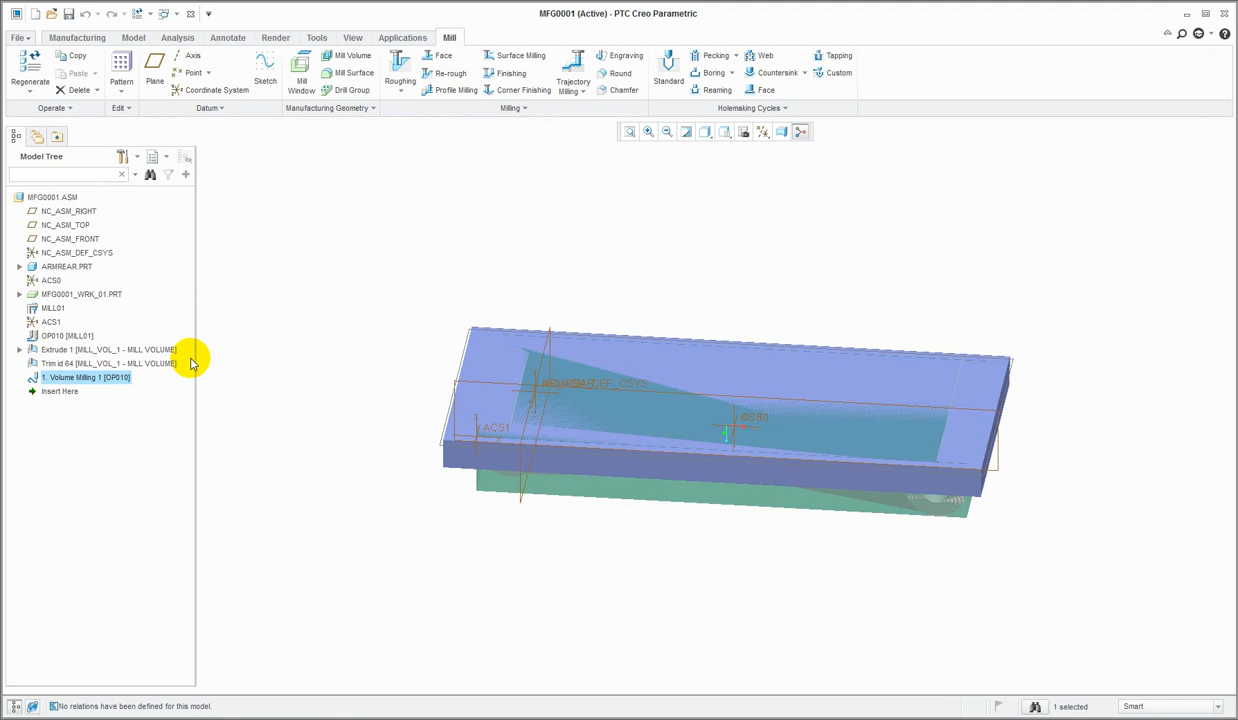 MFG0001 (Active) - PTC Creo Parametric
File Manufacturing Model Analysis Annotate Render Tools Applications View Mill
Regenerate
Copy
Paste
Delete
Operate
Pattern
Edit
Plane
Axis
Point
Coordinate System
Sketch
Datum
Mill Window
Mill Volume
Mill Surface
Drill Group
Manufacturing Geometry
Roughing
Face
Re-rough
Profile Milling
Surface Milling
Finishing
Corner Finishing
Trajectory Milling
Engraving
Round
Chamfer
Milling
Standard
Pecking
Boring
Reaming
Web
Countersink
Face
Tapping
Custom
Holemaking Cycles
Model Tree
MFG0001.ASM
NC_ASM_RIGHT
NC_ASM_TOP
NC_ASM_FRONT
NC_ASM_DEF_CSYS
ARMREAR.PRT
ACS0
MFG0001_WRK_01.PRT
MILL01
ACS1
OP010 [MILL01]
Extrude 1 [MILL_VOL_1 - MILL VOLUME]
Trim id 64 [MILL_VOL_1 - MILL VOLUME]
1. Volume Milling 1 [OP010]
Insert Here
ACS1
No relations have been defined for this model.
1 selected
Smart